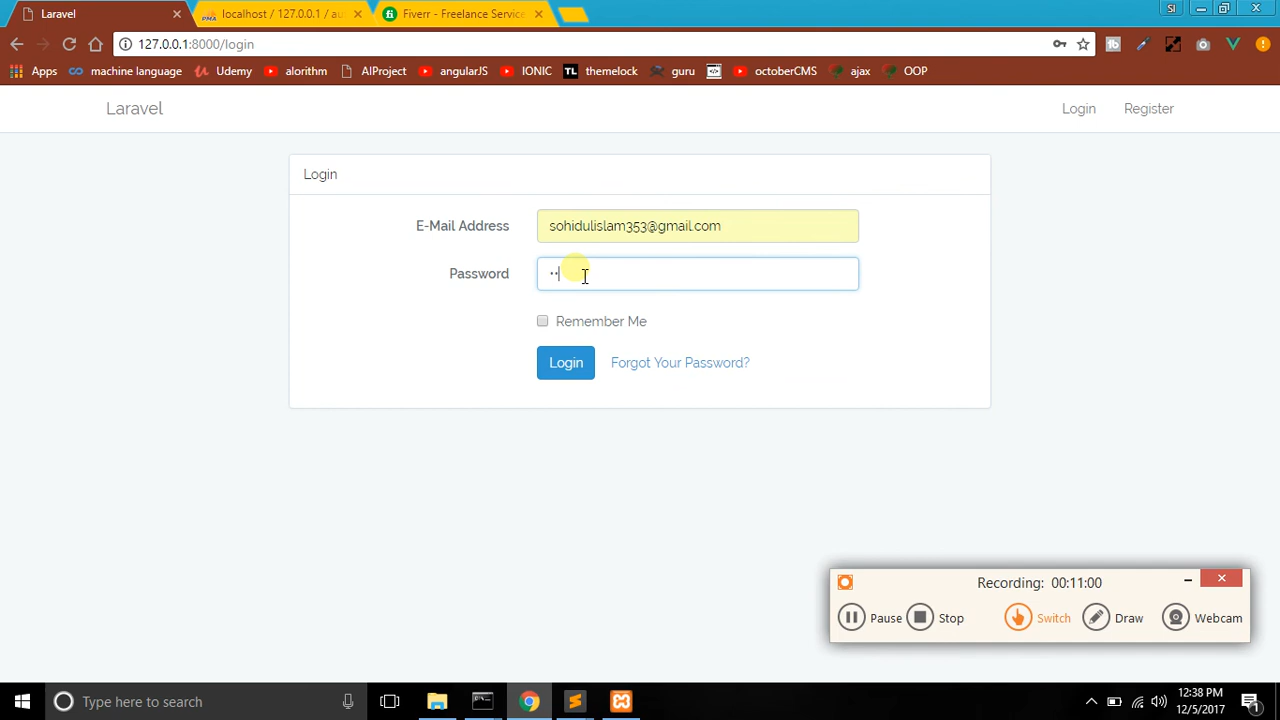 Laravel
localhost / 127.0.0.1 / au
Fiverr - Freelance Service
SI
127.0.0.1:8000/login
Apps
machine language
Udemy
alorithm
AIProject
angularJS
IONIC
TL themelock
guru
octoberCMS
ajax
OOP
Laravel
Login
Register
Login
E-Mail Address
sohidulislam353@gmail.com
Password
Remember Me
Login
Forgot Your Password?
Recording: 00:11:00
Pause
Stop
Switch
Draw
Webcam
Type here to search
12:38 PM
12/5/2017